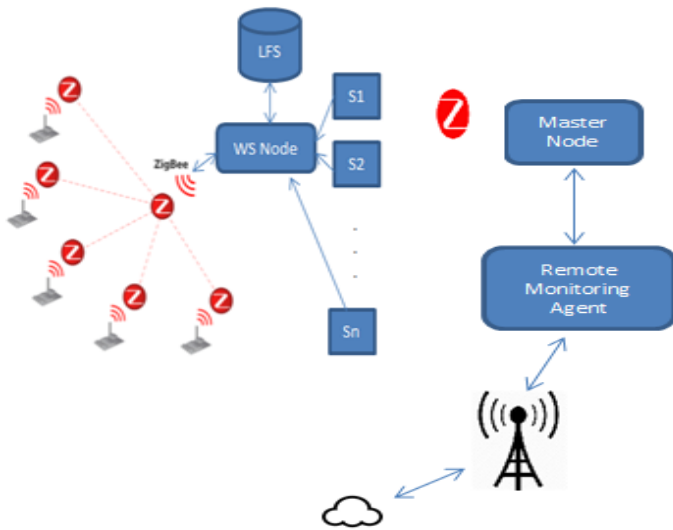 LFS
S1
WS Node
S2
ZigBee
Sn
Master
Node
Remote
Monitoring
Agent
Z
Z
Z
Z
Z
Z
Z